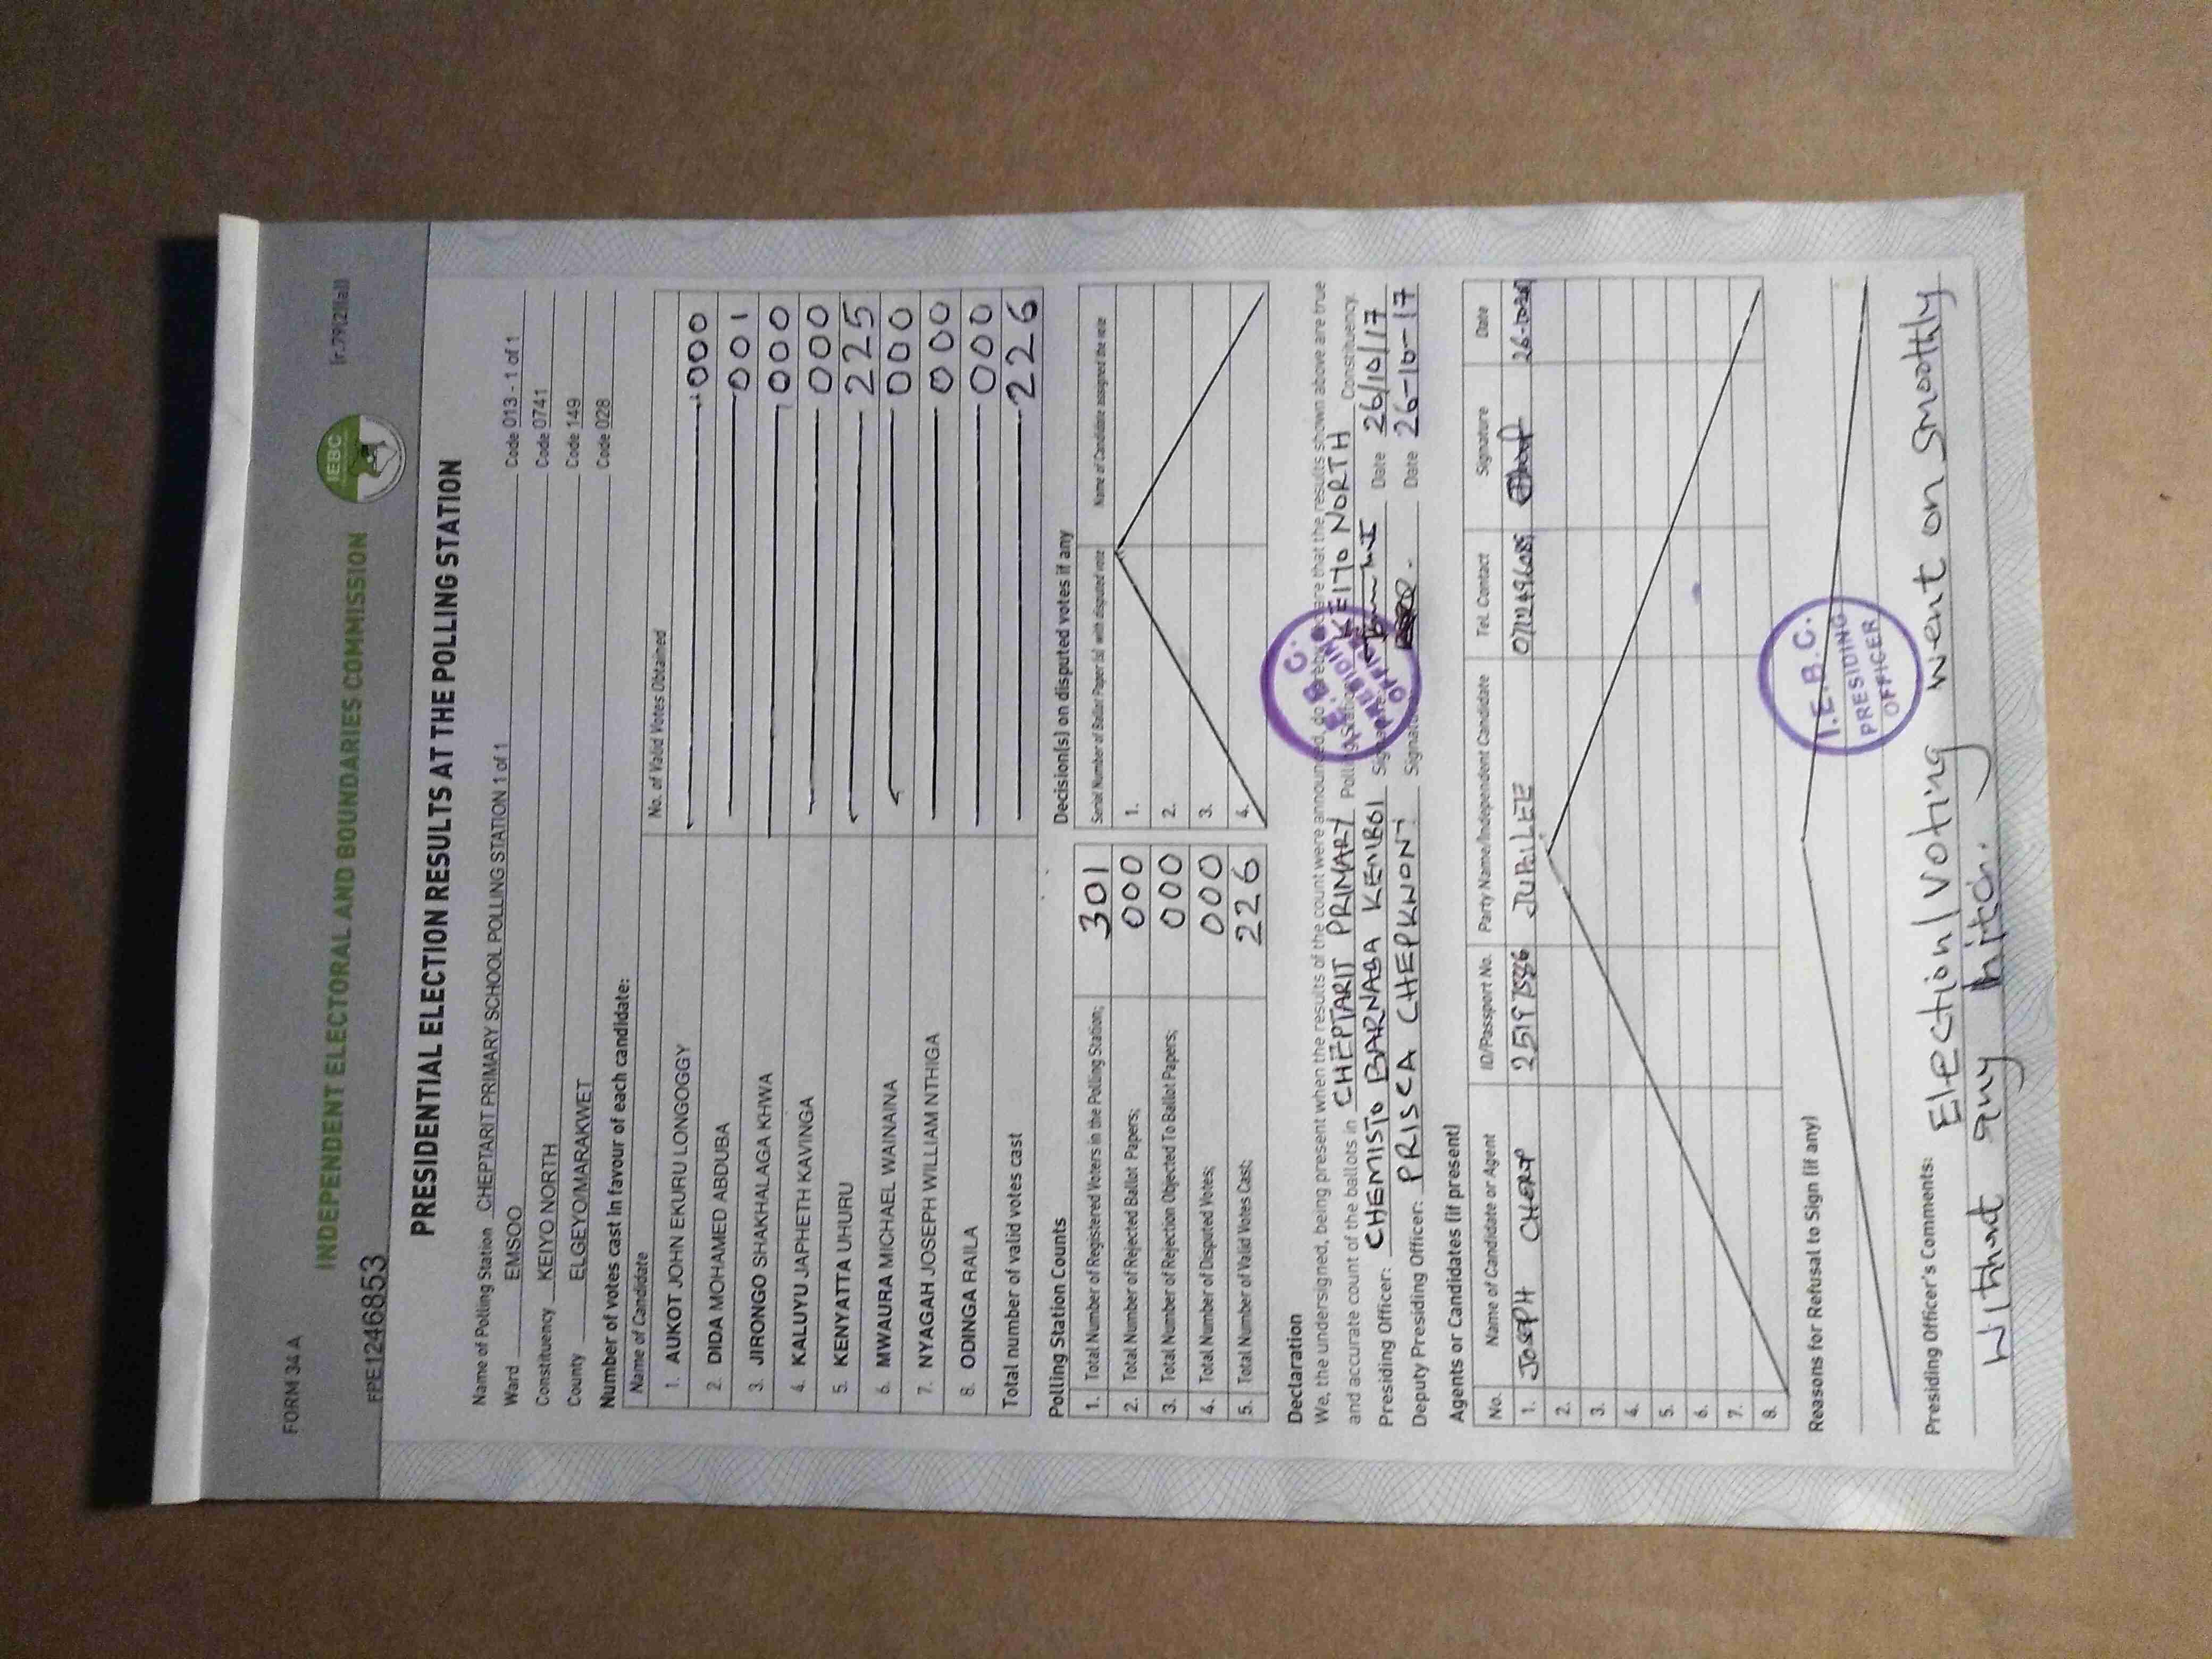 FORM 34 A
INDEPENDENT ELECTORAL AND BOUNDARIES COMMISSION
IEBC
(r.79(2)(a))
FPE1246853
PRESIDENTIAL ELECTION RESULTS AT THE POLLING STATION
Name of Polling Station CHEPTARIT PRIMARY SCHOOL POLLING STATION 1 of 1 Code 013 - 1 of 1
Ward EMSOO Code 0741
Constituency KEIYO NORTH Code 149
County ELGEYO/MARAKWET Code 028
Number of votes cast in favour of each candidate:
Name of Candidate No. of Valid Votes Obtained
1. AUKOT JOHN EKURU LONGOGGY 000
2. DIDA MOHAMED ABDUBA 001
3. JIRONGO SHAKHALAGA KHWA 000
4. KALUYU JAPHETH KAVINGA 000
5. KENYATTA UHURU 225
6. MWAURA MICHAEL WAINAINA 000
7. NYAGAH JOSEPH WILLIAM NTHIGA 000
8. ODINGA RAILA 000
Total number of valid votes cast 226
Polling Station Counts
1. Total Number of Registered Voters in the Polling Station; 301
2. Total Number of Rejected Ballot Papers; 000
3. Total Number of Rejection Objected To Ballot Papers; 000
4. Total Number of Disputed Votes; 000
5. Total Number of Valid Votes Cast; 226
Decision(s) on disputed votes if any
Serial Number of Ballot Paper (s) with disputed vote Name of Candidate assigned the vote
1.
2.
3.
4.
Declaration
We, the undersigned, being present when the results of the count were announced, do hereby declare that the results shown above are true
and accurate count of the ballots in CHEPTARIT PRIMARY Polling Station KEIYO NORTH Constituency.
Presiding Officer: CHEMISTO BARNABA KEMBOI Signature Date 26/10/17
Deputy Presiding Officer: PRISCA CHEPKWONY Signature Date 26-10-17
I.E.B.C.
PRESIDING
OFFICER
Agents or Candidates (if present)
No. Name of Candidate or Agent ID/Passport No. Party Name/Independent Candidate Tel. Contact Signature Date
1. JOSEPH JUBILEE
2.
3.
4.
5.
6.
7.
8.
Reasons for Refusal to Sign (if any)
I.E.B.C.
PRESIDING
OFFICER
Presiding Officer's Comments: Election/voting went on smoothly
without any hitch.